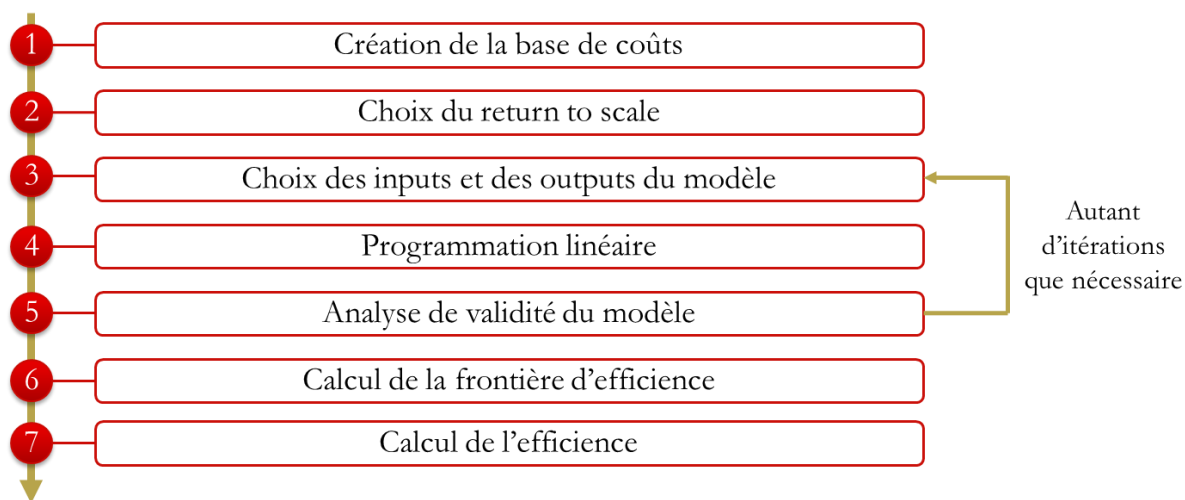 1 Création de la base de coûts
2 Choix du return to scale
3 Choix des inputs et des outputs du modèle
4 Programmation linéaire
5 Analyse de validité du modèle
6 Calcul de la frontière d'efficience
7 Calcul de l'efficience
Autant
d'itérations
que nécessaire